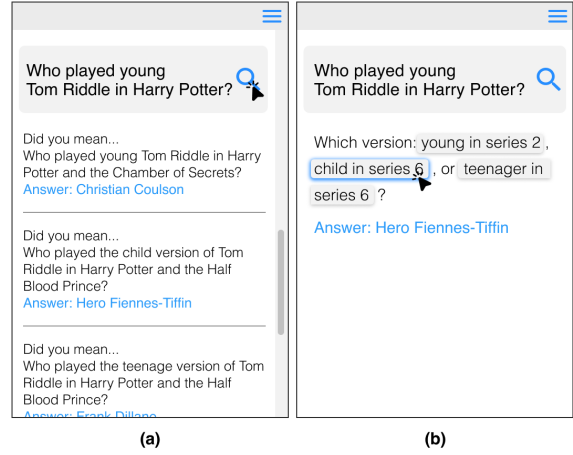 Who played young
Tom Riddle in Harry Potter?
Did you mean...
Who played young Tom Riddle in Harry
Potter and the Chamber of Secrets?
Answer: Christian Coulson
Did you mean...
Who played the child version of Tom
Riddle in Harry Potter and the Half
Blood Prince?
Answer: Hero Fiennes-Tiffin
Did you mean...
Who played the teenage version of Tom
Riddle in Harry Potter and the Half
Blood Prince?
Answer: Frank Dillane
(a)
Who played young
Tom Riddle in Harry Potter?
Which version: young in series 2 ,
child in series 6 , or teenager in
series 6 ?
Answer: Hero Fiennes-Tiffin
(b)